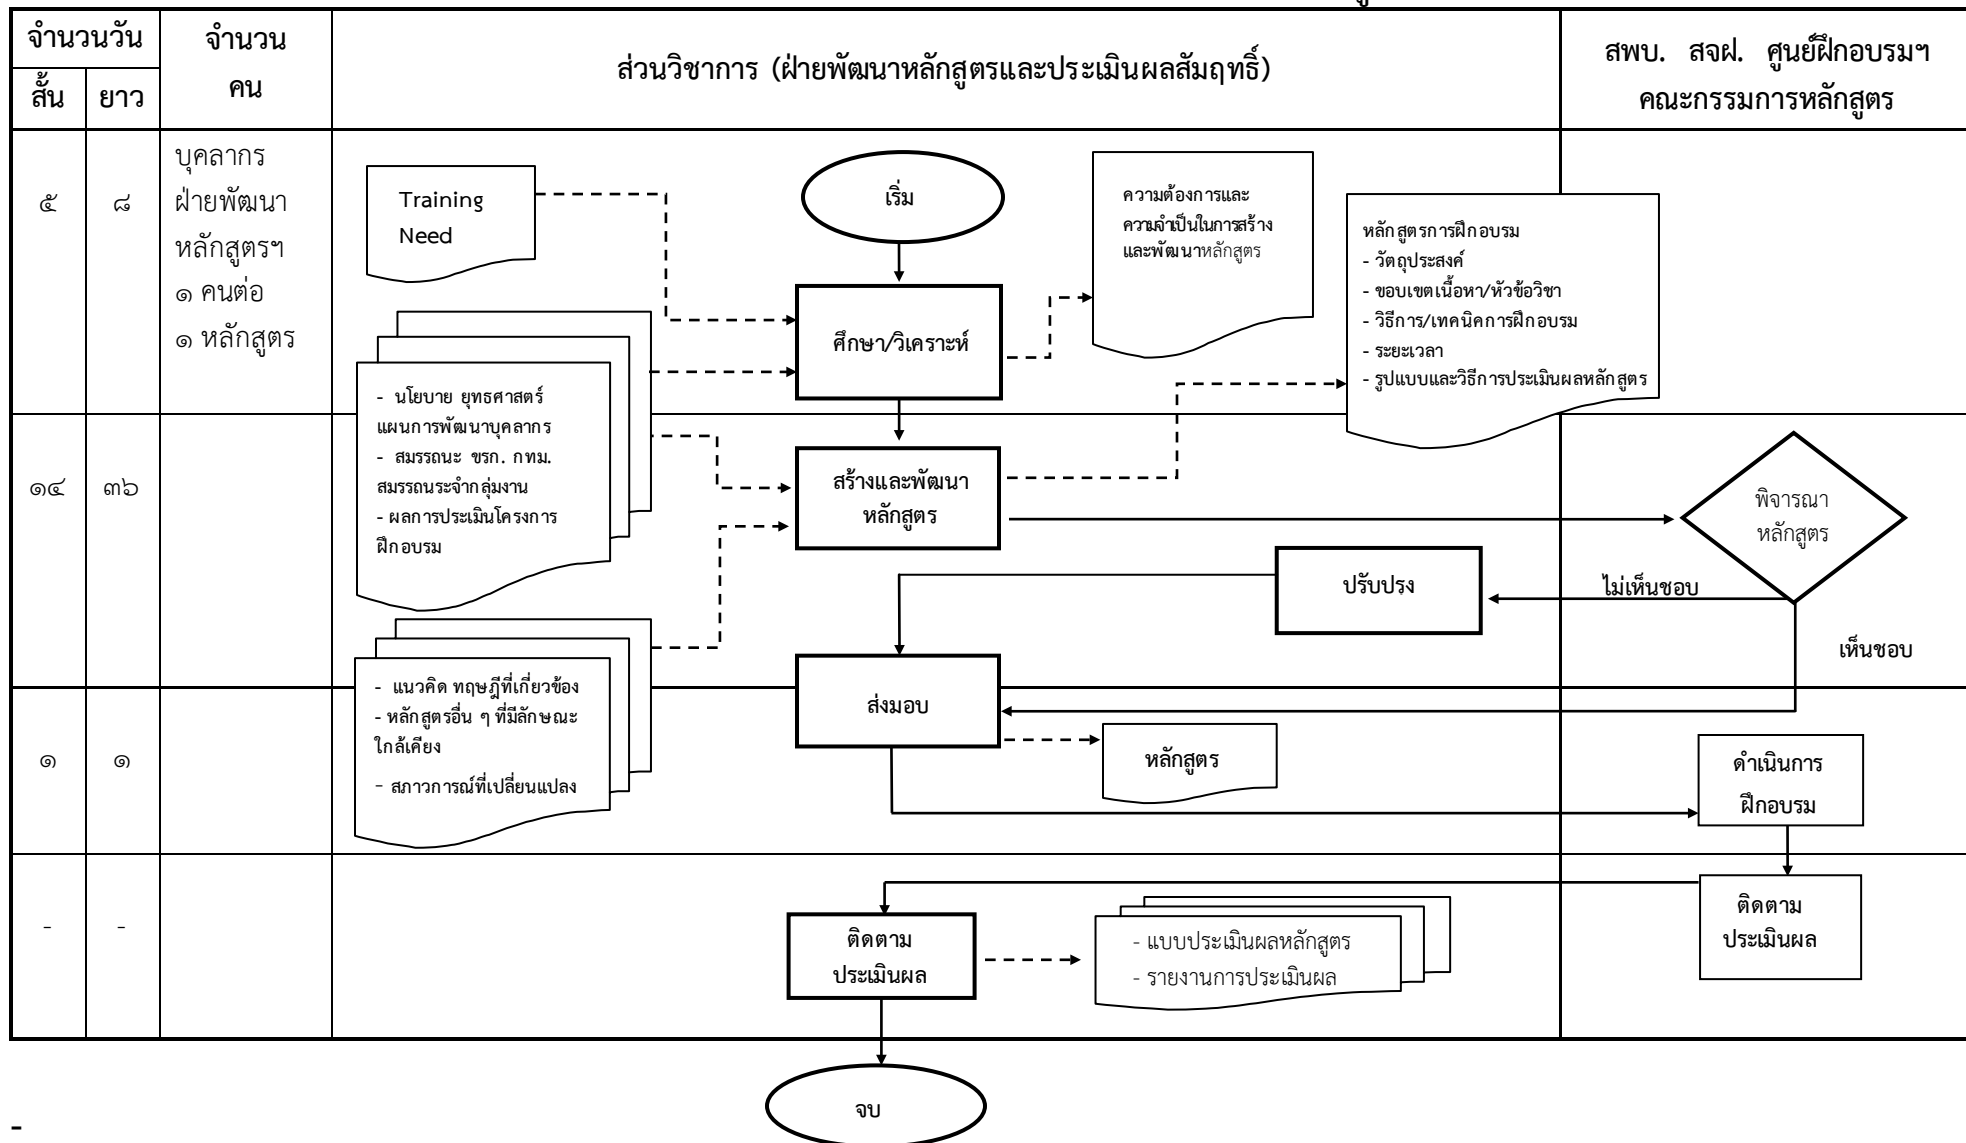 จำนวนวัน
สั้น
ยาว
จำนวน
คน
ส่วนวิชาการ (ฝ่ายพัฒนาหลักสูตรและประเมินผลสัมฤทธิ์)
สพบ. สจฝ. ศูนย์ฝึกอบรมฯ
คณะกรรมการหลักสูตร
๕
๘
บุคลากร
ฝ่ายพัฒนา
หลักสูตรฯ
๑ คนต่อ
๑ หลักสูตร
Training
Need
เริ่ม
ความต้องการและ
ความจำเป็นในการสร้าง
และพัฒนาหลักสูตร
หลักสูตรการฝึกอบรม
- วัตถุประสงค์
- ขอบเขตเนื้อหา/หัวข้อวิชา
- วิธีการ/เทคนิคการฝึกอบรม
- ระยะเวลา
- รูปแบบและวิธีการประเมินผลหลักสูตร
ศึกษา/วิเคราะห์
- นโยบาย ยุทธศาสตร์
แผนการพัฒนาบุคลากร
- สมรรถนะ ขรก. กทม.
สมรรถนระจำกลุ่มงาน
- ผลการประเมินโครงการ
ฝึกอบรม
๑๔
๓๖
สร้างและพัฒนา
หลักสูตร
พิจารณา
หลักสูตร
ปรับปรง
ไม่เห็นชอบ
เห็นชอบ
- แนวคิด ทฤษฎีที่เกี่ยวข้อง
- หลักสูตรอื่น ๆ ที่มีลักษณะ
ใกล้เคียง
- สภาวการณ์ที่เปลี่ยนแปลง
ส่งมอบ
๑
๑
หลักสูตร
ดำเนินการ
ฝึกอบรม
-
-
ติดตาม
ประเมินผล
- แบบประเมินผลหลักสูตร
- รายงานการประเมินผล
ติดตาม
ประเมินผล
จบ
-